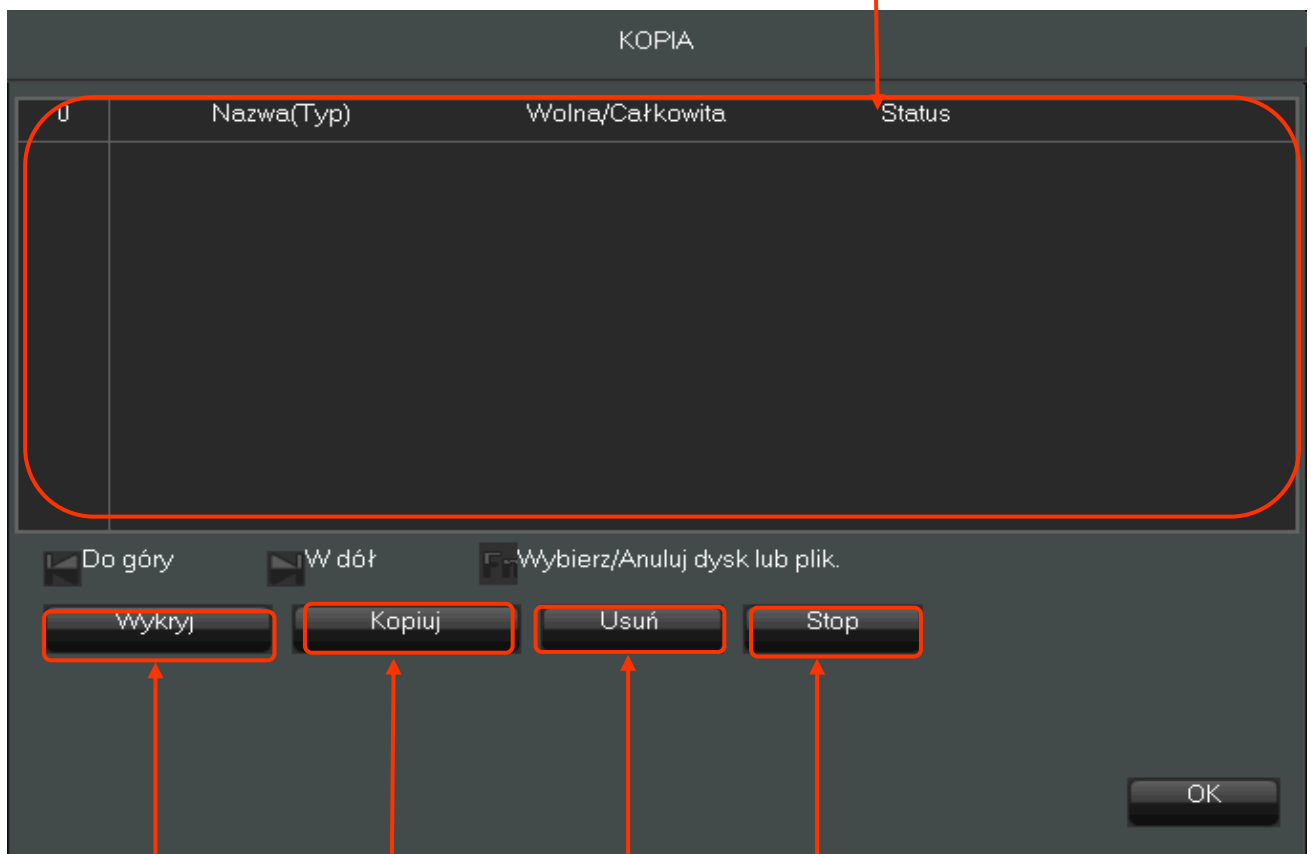 KOPIA
0 Nazwa(Typ) Wolna/Całkowita Status
Do góry W dół Fn Wybierz/Anuluj dysk lub plik.
Wykryj Kopiuj Usuń Stop
OK